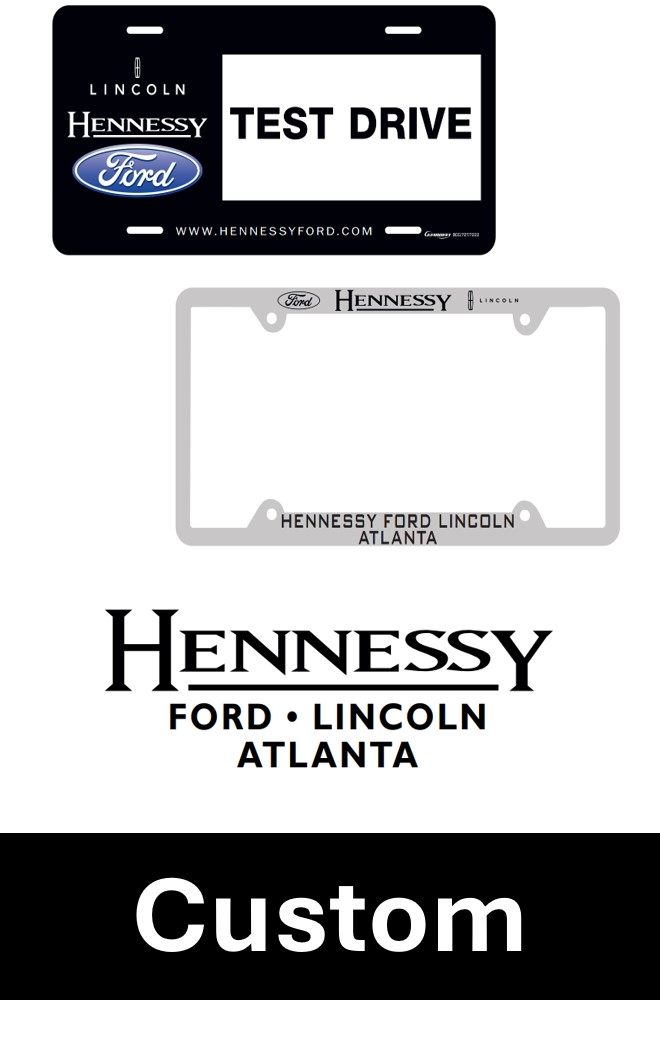 LINCOLN
HENNESSY
Ford
TEST DRIVE
WWW.HENNESSYFORD.COM
Ford HENNESSY LINCOLN
HENNESSY FORD LINCOLN
ATLANTA
HENNESSY
FORD • LINCOLN
ATLANTA
Custom